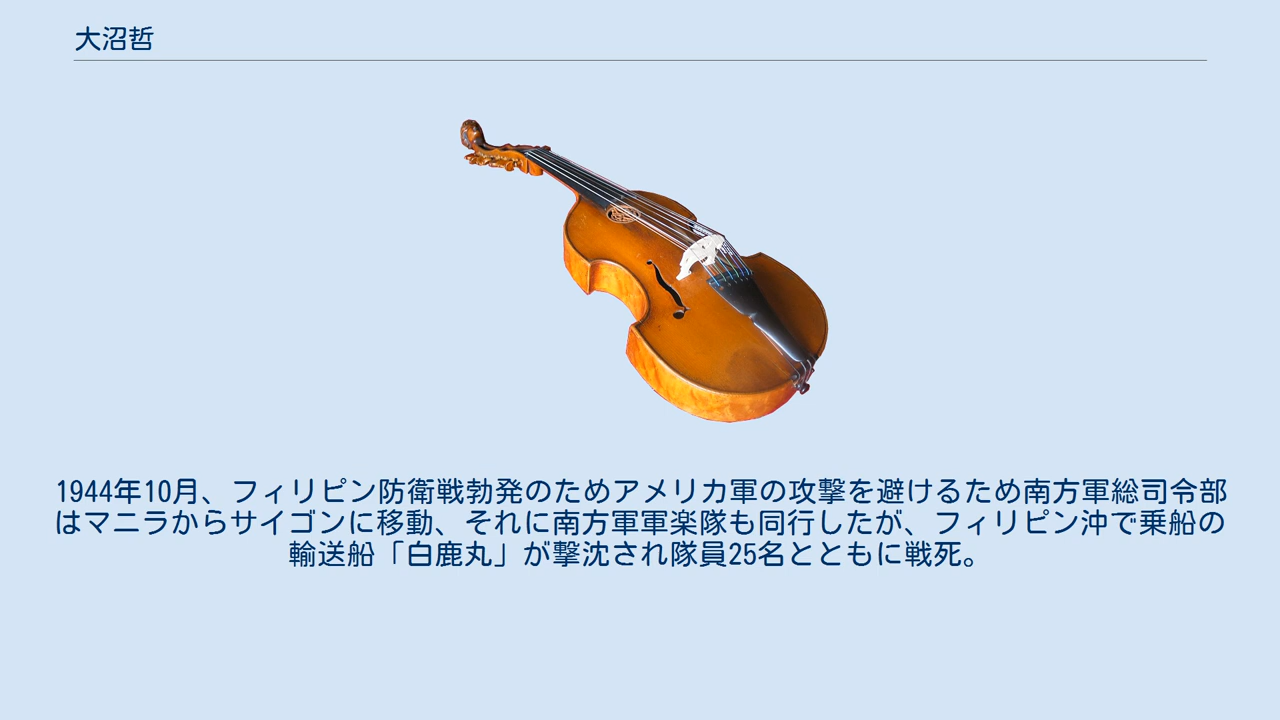 大沼哲
1944年10月、フィリピン防衛戦勃発のためアメリカ軍の攻撃を避けるため南方軍総司令部
はマニラからサイゴンに移動、それに南方軍軍楽隊も同行したが、フィリピン沖で乗船の
輸送船「白鹿丸」が撃沈され隊員25名とともに戦死。